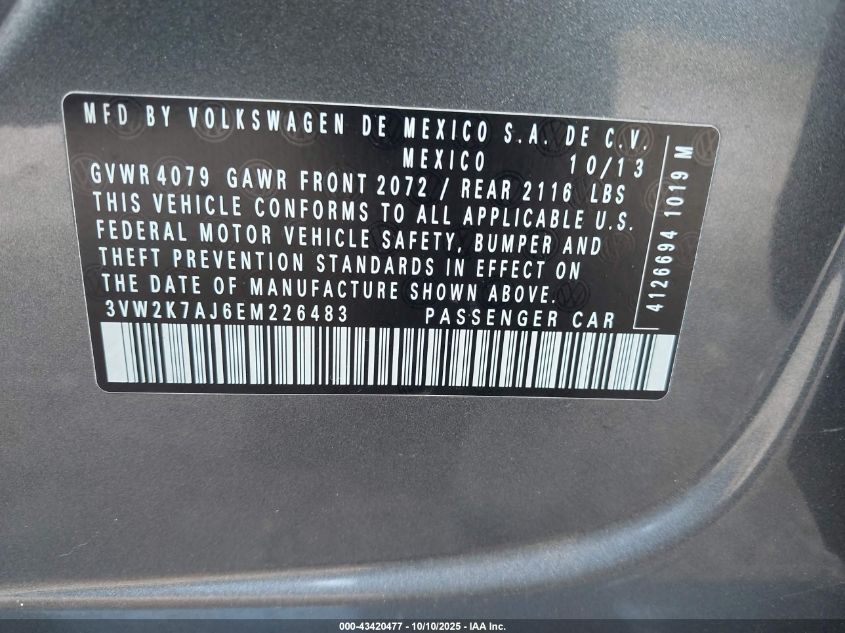 MFD BY VOLKSWAGEN DE MEXICO S.A. DE C.V.
MEXICO 10/13
GVWR 4079 GAWR FRONT 2072 / REAR 2116 LBS
THIS VEHICLE CONFORMS TO ALL APPLICABLE U.S.
FEDERAL MOTOR VEHICLE SAFETY, BUMPER AND
THEFT PREVENTION STANDARDS IN EFFECT ON
THE DATE OF MANUFACTURE SHOWN ABOVE.
3VW2K7AJ6EM226483 PASSENGER CAR
4126694 1019 M
000-43420477 - 10/10/2025 - IAA Inc.